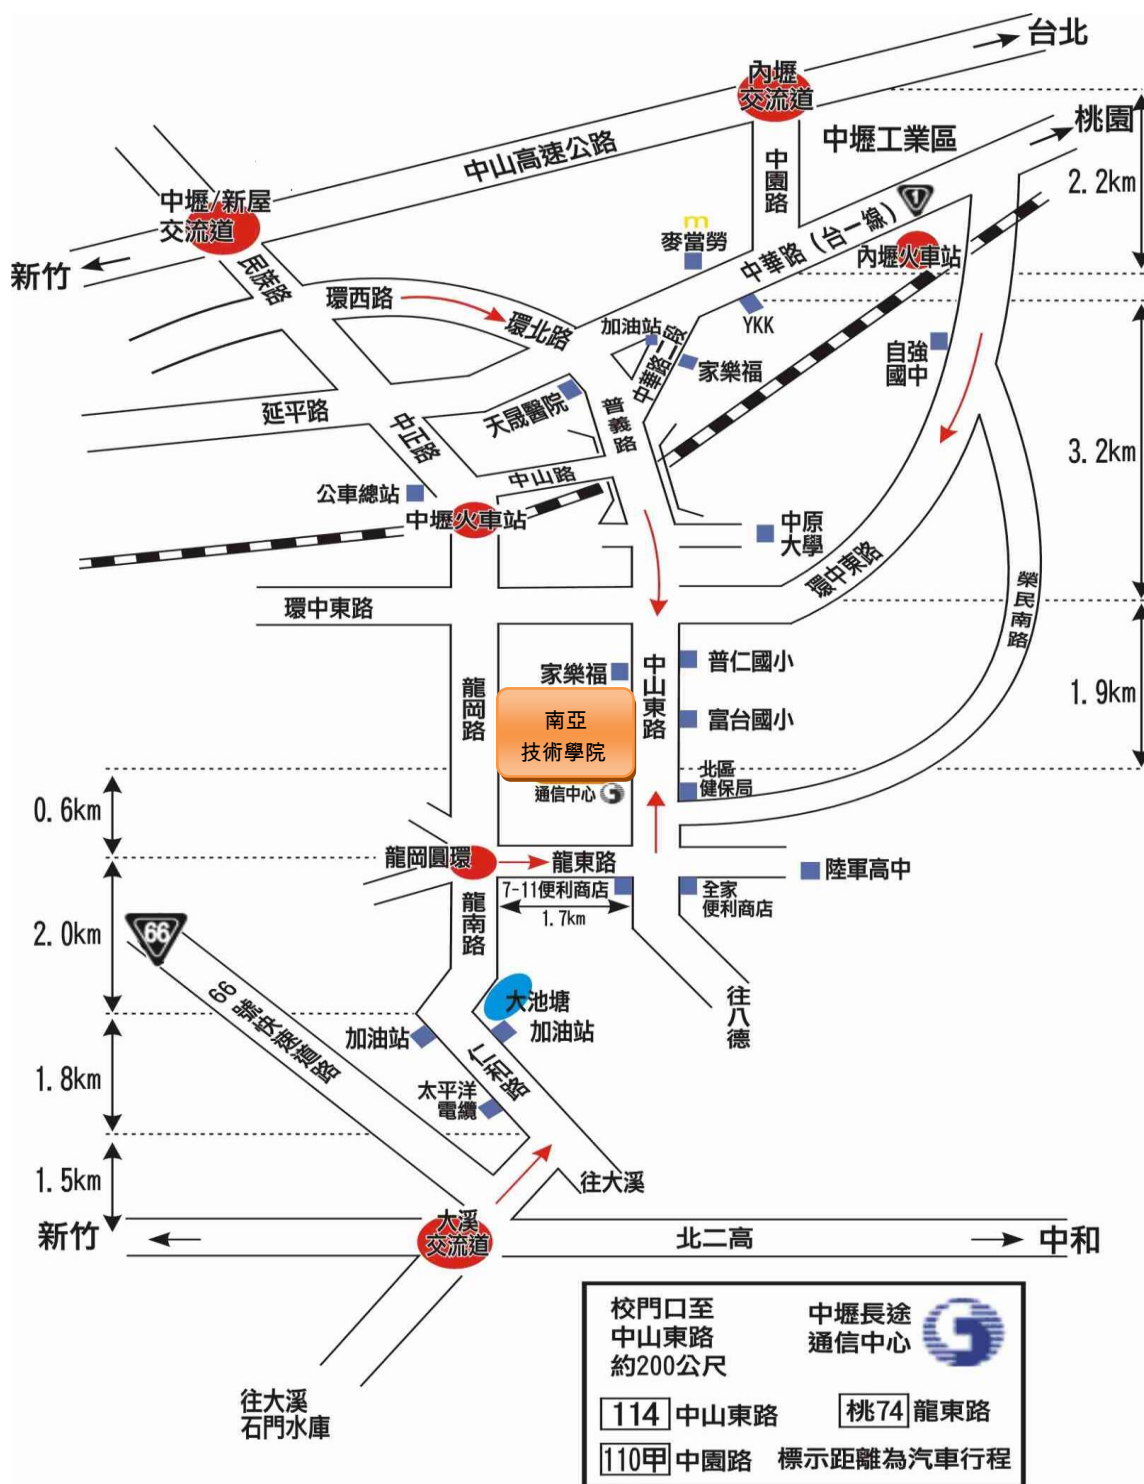 台北
內壢
交流道
桃園
中壢工業區
中山高速公路
中園路
2.2km
中壢/新屋
交流道
1
m
麥當勞
中華路(台一線)
內壢火車站
新竹
民族路
環西路
環北路
加油站
YKK
中華路二段
家樂福
自強
國中
延平路
天晟醫院
普義路
中正路
3.2km
中山路
公車總站
中壢火車站
中原
大學
環中東路
榮民南路
環中東路
家樂福
中山東路
普仁國小
龍岡路
1.9km
南亞
技術學院
富台國小
北區
健保局
通信中心
0.6km
龍岡圓環
龍東路
陸軍高中
7-11便利商店
全家
便利商店
1.7km
龍南路
2.0km
66
66號快速道路
大池塘
往八德
加油站
加油站
仁和路
1.8km
太平洋
電纜
1.5km
往大溪
新竹
大溪
交流道
北二高
中和
校門口至
中山東路
約200公尺
中壢長途
通信中心
114 中山東路
桃74 龍東路
110甲 中園路
標示距離為汽車行程
往大溪
石門水庫